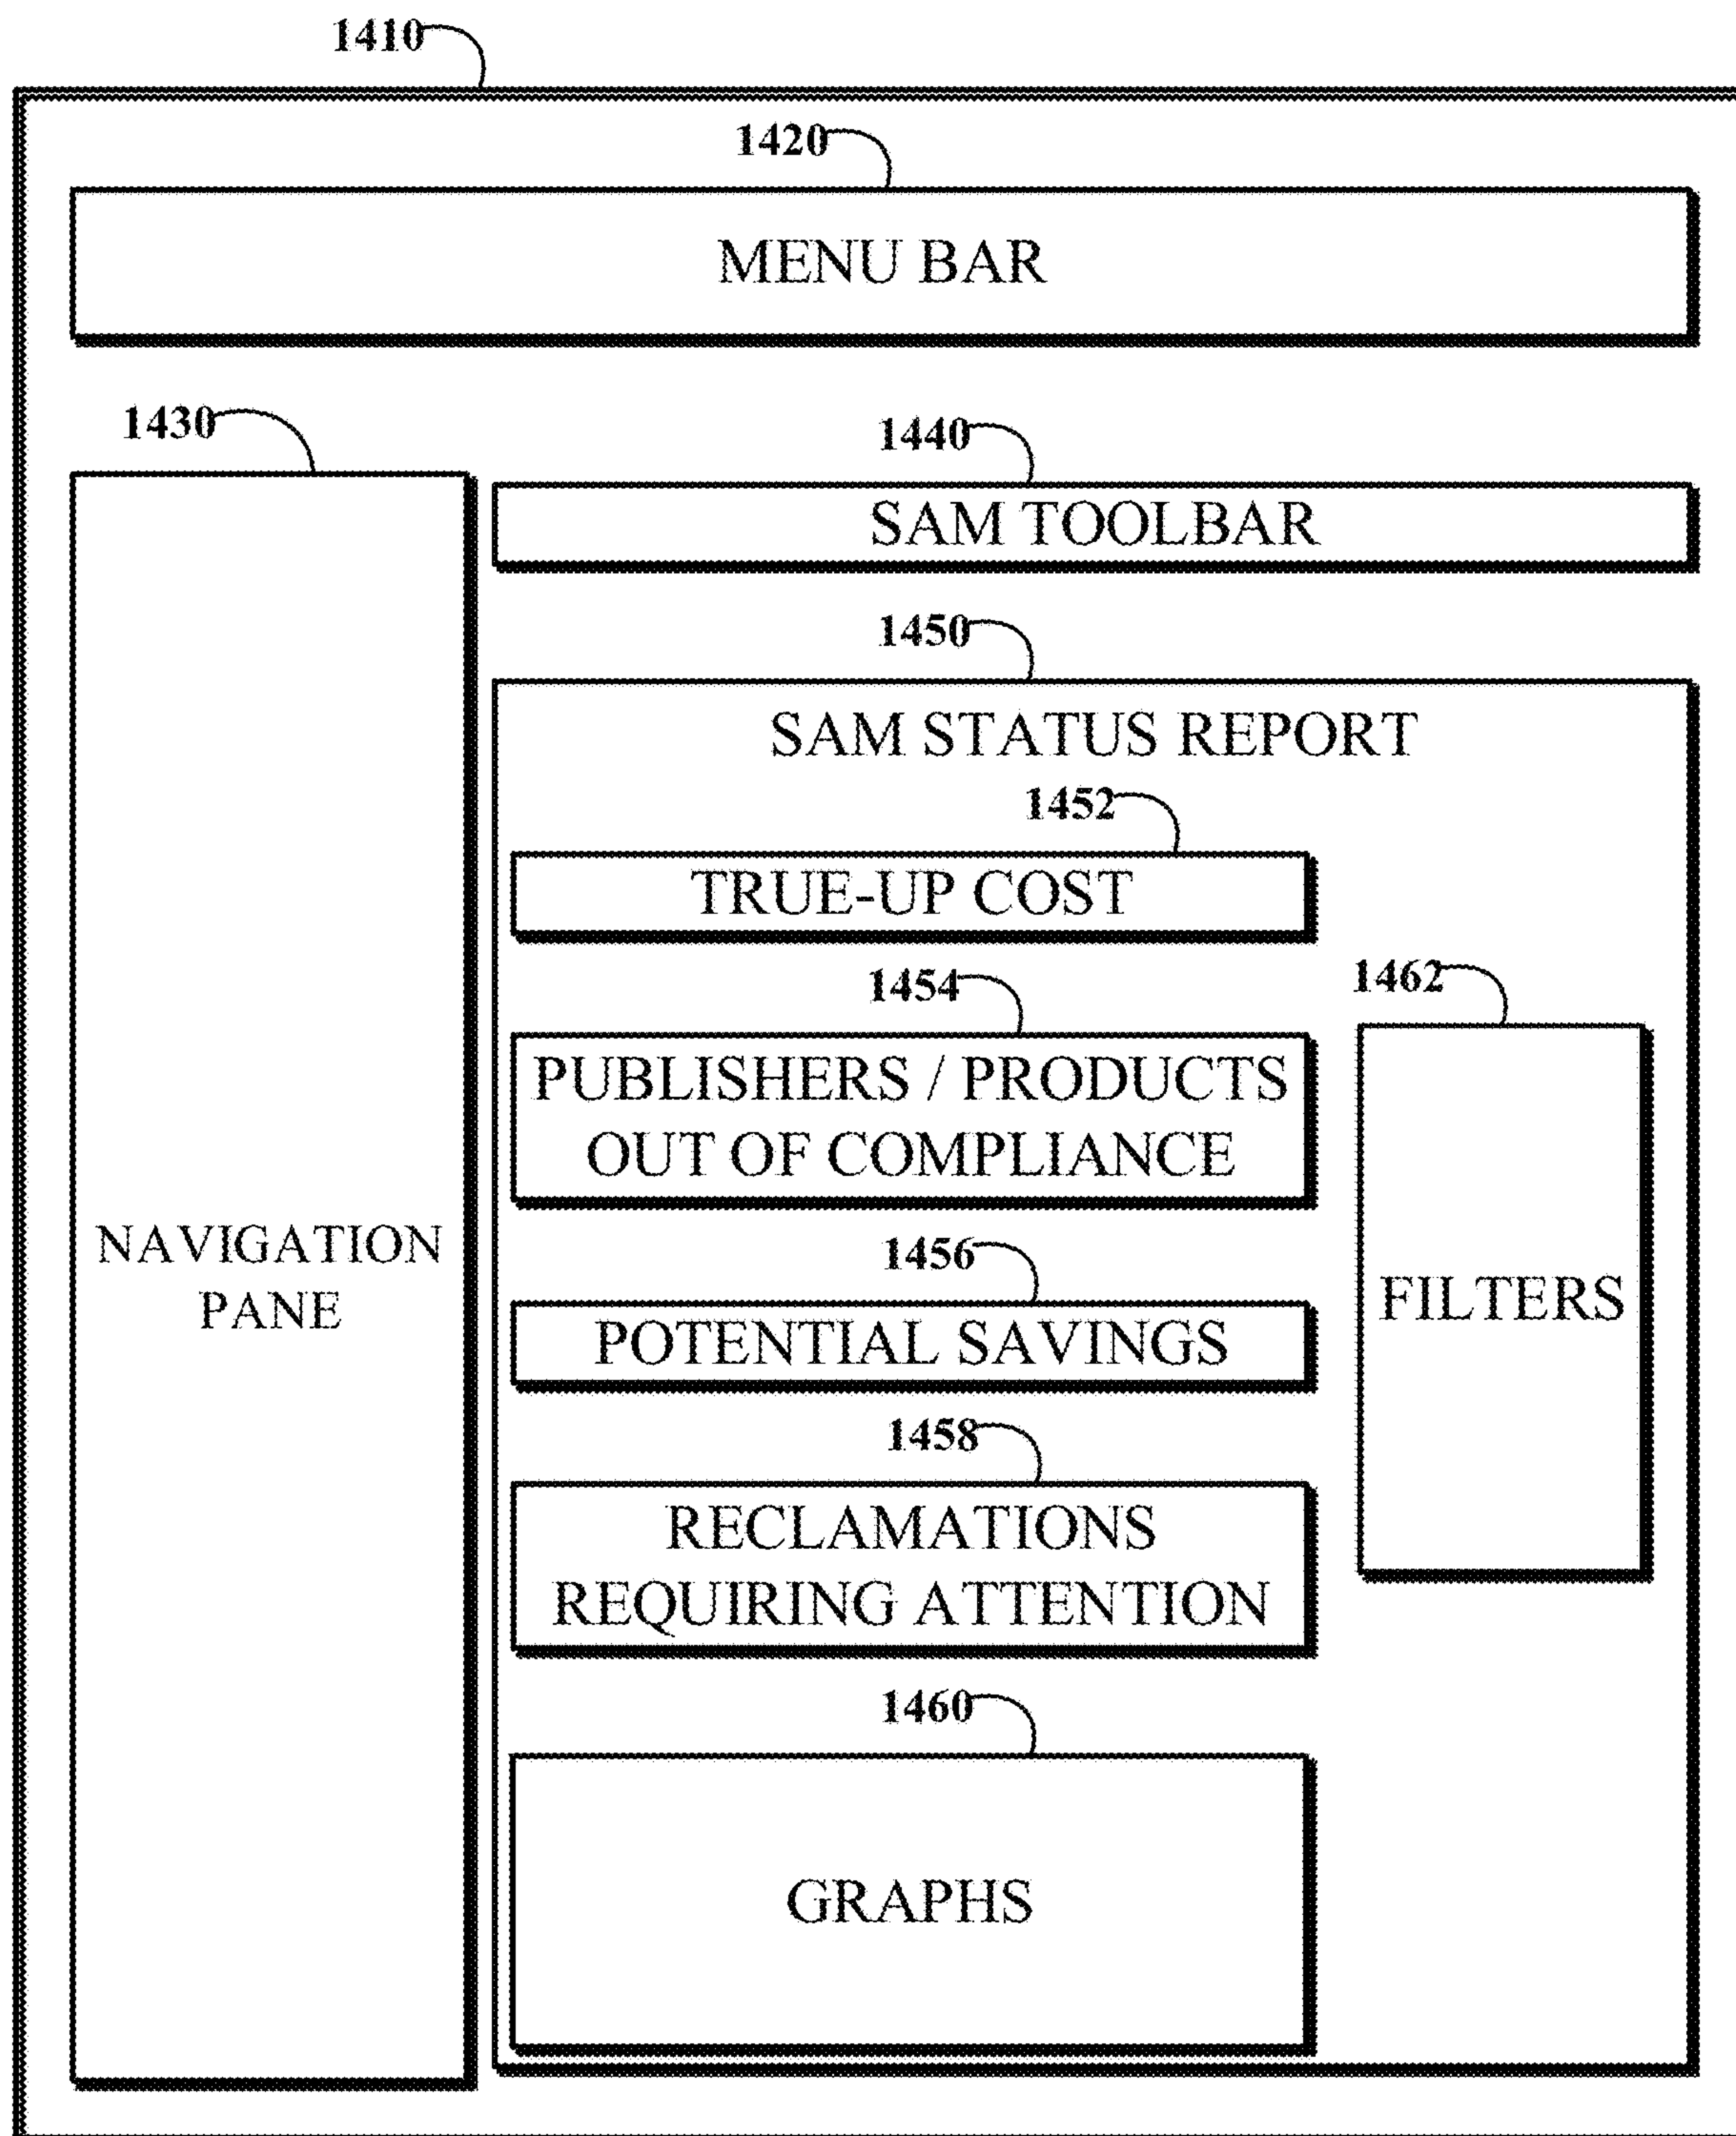 1410
1420
MENU BAR
1430
NAVIGATION
PANE
1440
SAM TOOLBAR
1450
SAM STATUS REPORT
1452
TRUE-UP COST
1454
PUBLISHERS / PRODUCTS
OUT OF COMPLIANCE
1456
POTENTIAL SAVINGS
1458
RECLAMATIONS
REQUIRING ATTENTION
1460
GRAPHS
1462
FILTERS